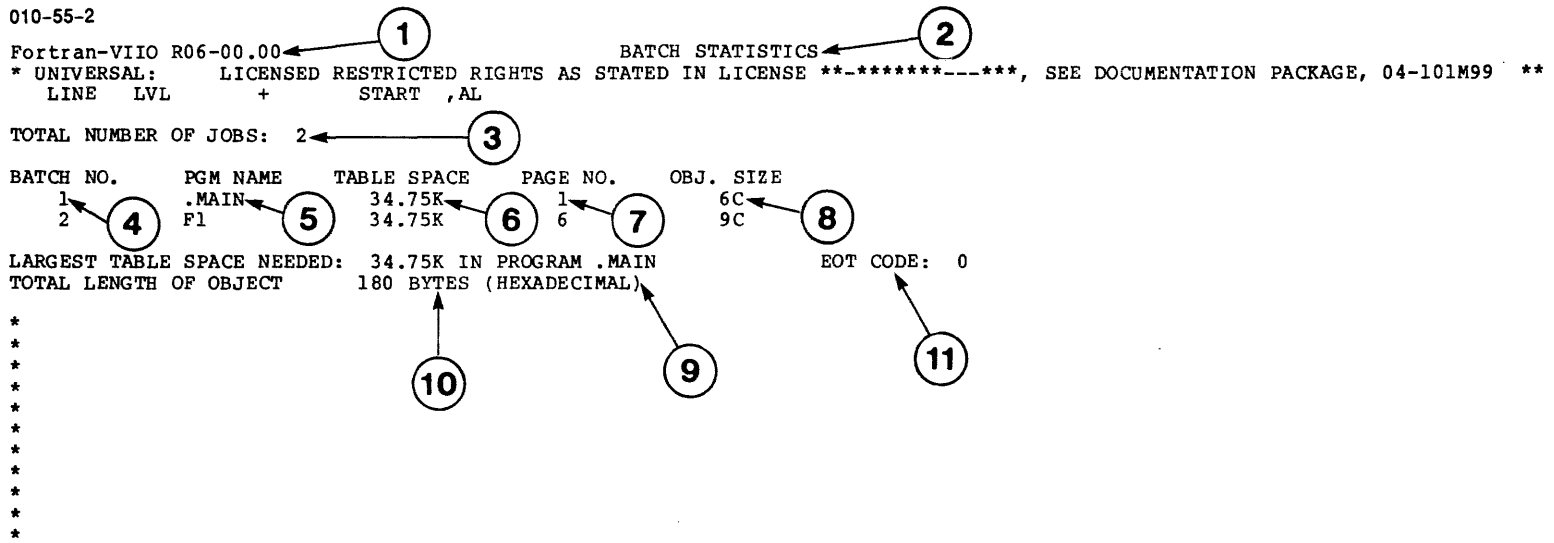 010-55-2
Fortran-VIIO R06-00.00 1 BATCH STATISTICS 2
* UNIVERSAL: LICENSED RESTRICTED RIGHTS AS STATED IN LICENSE **-*******---***, SEE DOCUMENTATION PACKAGE, 04-101M99 **
LINE LVL + START ,AL
TOTAL NUMBER OF JOBS: 2 3
BATCH NO. PGM NAME TABLE SPACE PAGE NO. OBJ. SIZE
1 .MAIN 34.75K 1 6C
4 5 6 7 8
2 F1 34.75K 6 9C
LARGEST TABLE SPACE NEEDED: 34.75K IN PROGRAM .MAIN EOT CODE: 0
TOTAL LENGTH OF OBJECT 180 BYTES (HEXADECIMAL)
*
*
*
*
*
*
*
*
*
*
*
10 9 11